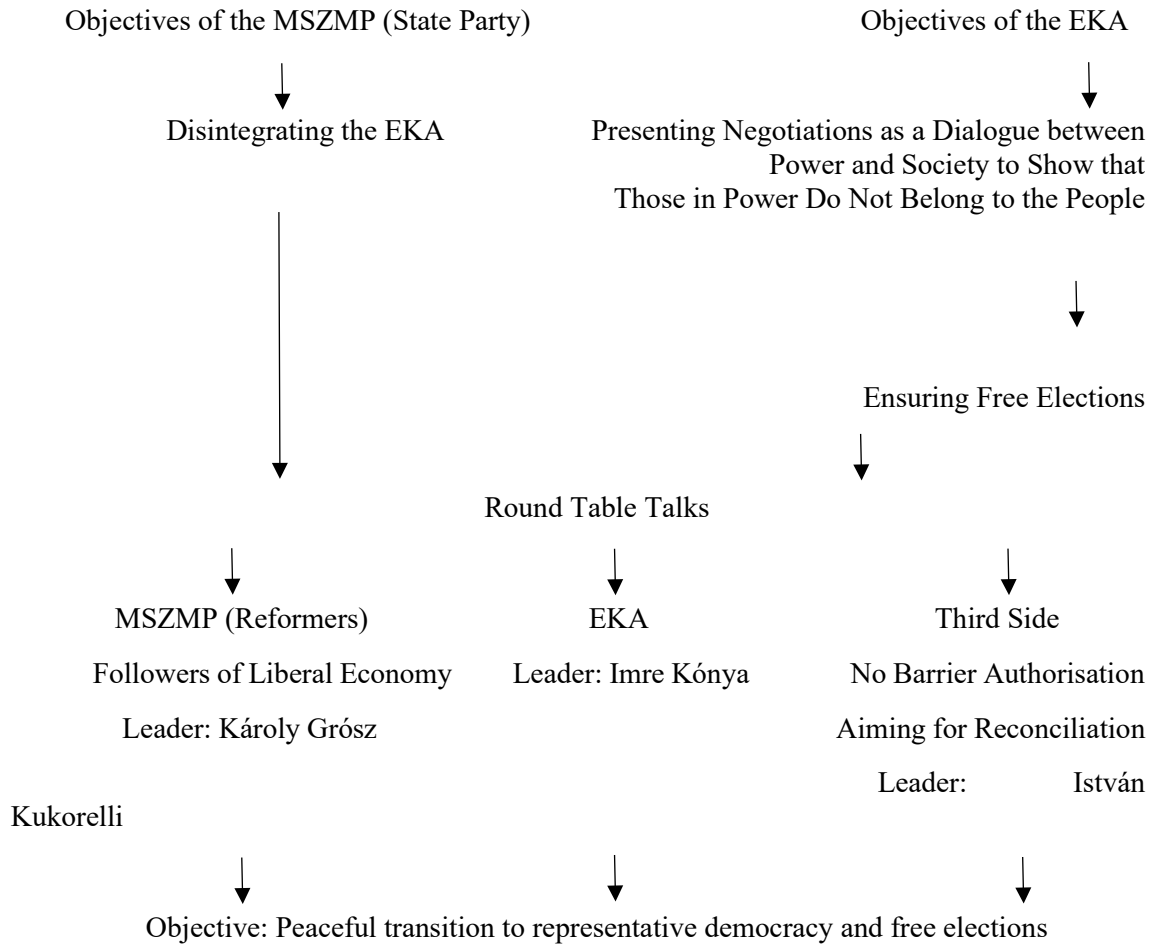 Objectives of the MSZMP (State Party)
Objectives of the EKA
Disintegrating the EKA
Presenting Negotiations as a Dialogue between
Power and Society to Show that
Those in Power Do Not Belong to the People
Ensuring Free Elections
Round Table Talks
MSZMP (Reformers)
EKA
Third Side
Followers of Liberal Economy
Leader: Imre Kónya
No Barrier Authorisation
Leader: Károly Grósz
Aiming for Reconciliation
Leader: István
Kukorelli
Objective: Peaceful transition to representative democracy and free elections